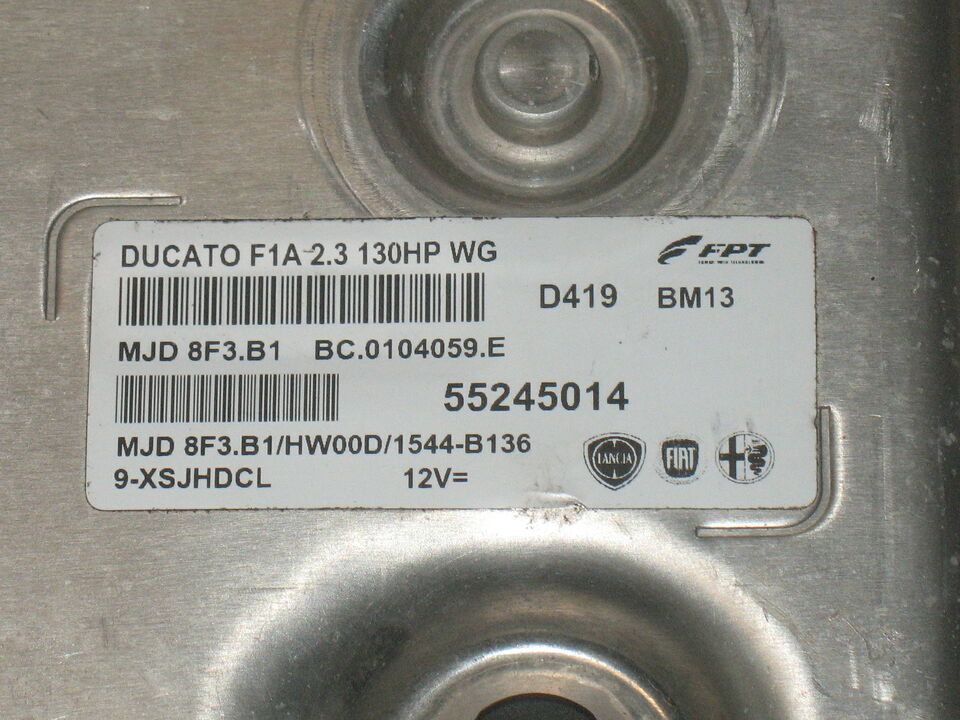 DUCATO F1A 2.3 130HP WG
FPT
D419 BM13
MJD 8F3.B1 BC.0104059.E
55245014
MJD 8F3.B1/HW00D/1544-B136
9-XSJHDCL 12V=
LANCIA FIAT